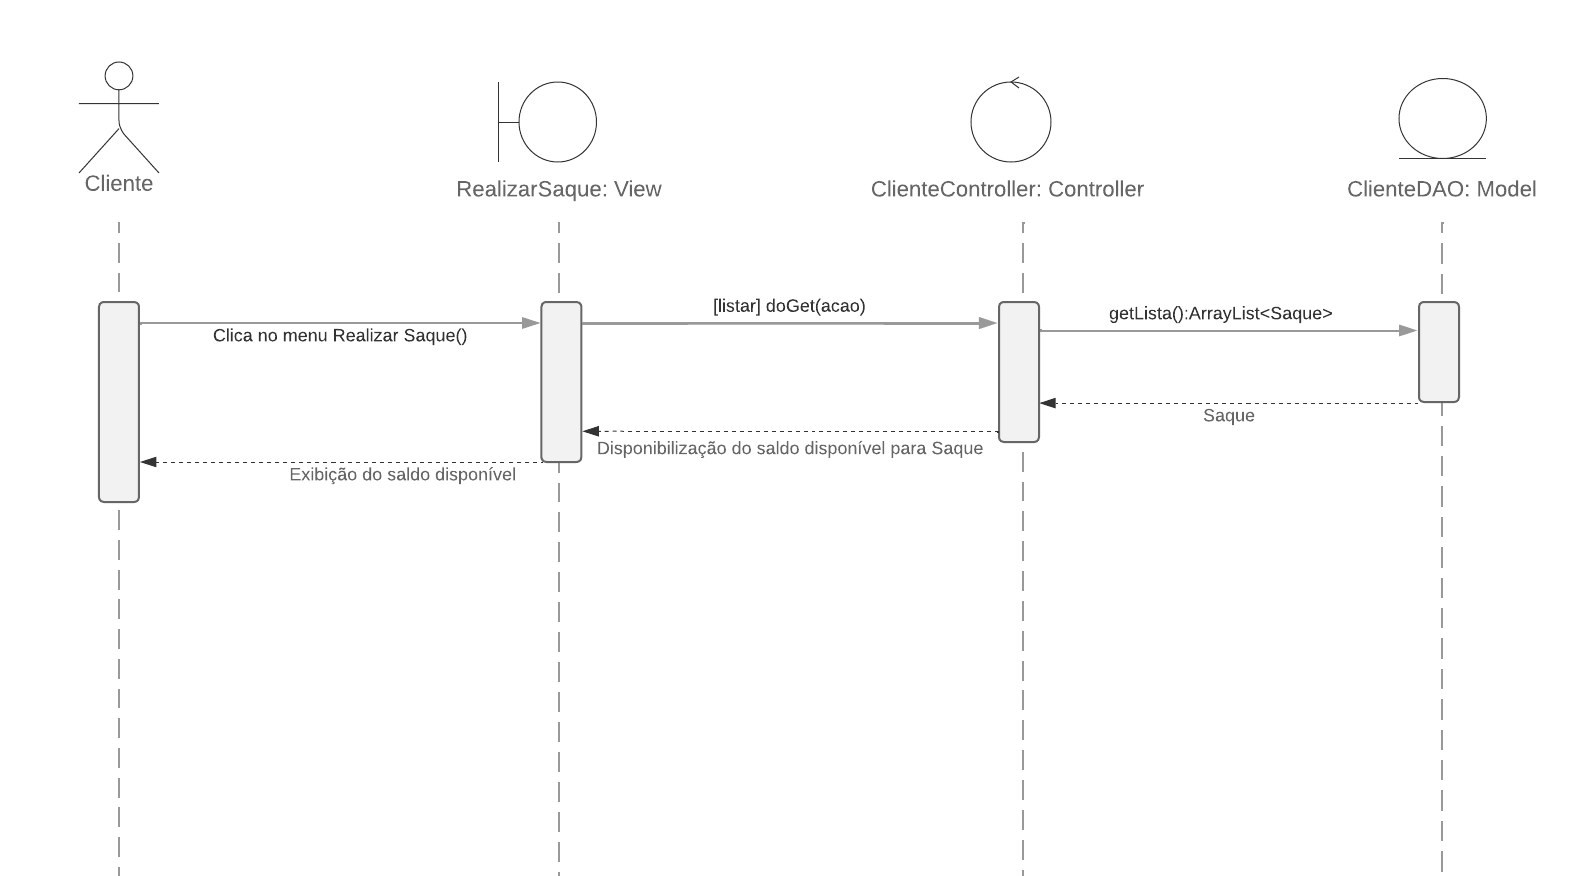 Cliente
RealizarSaque: View
ClienteController: Controller
ClienteDAO: Model
Clica no menu Realizar Saque()
[listar] doGet(acao)
getLista():ArrayList<Saque>
Saque
Disponibilização do saldo disponível para Saque
Exibição do saldo disponível